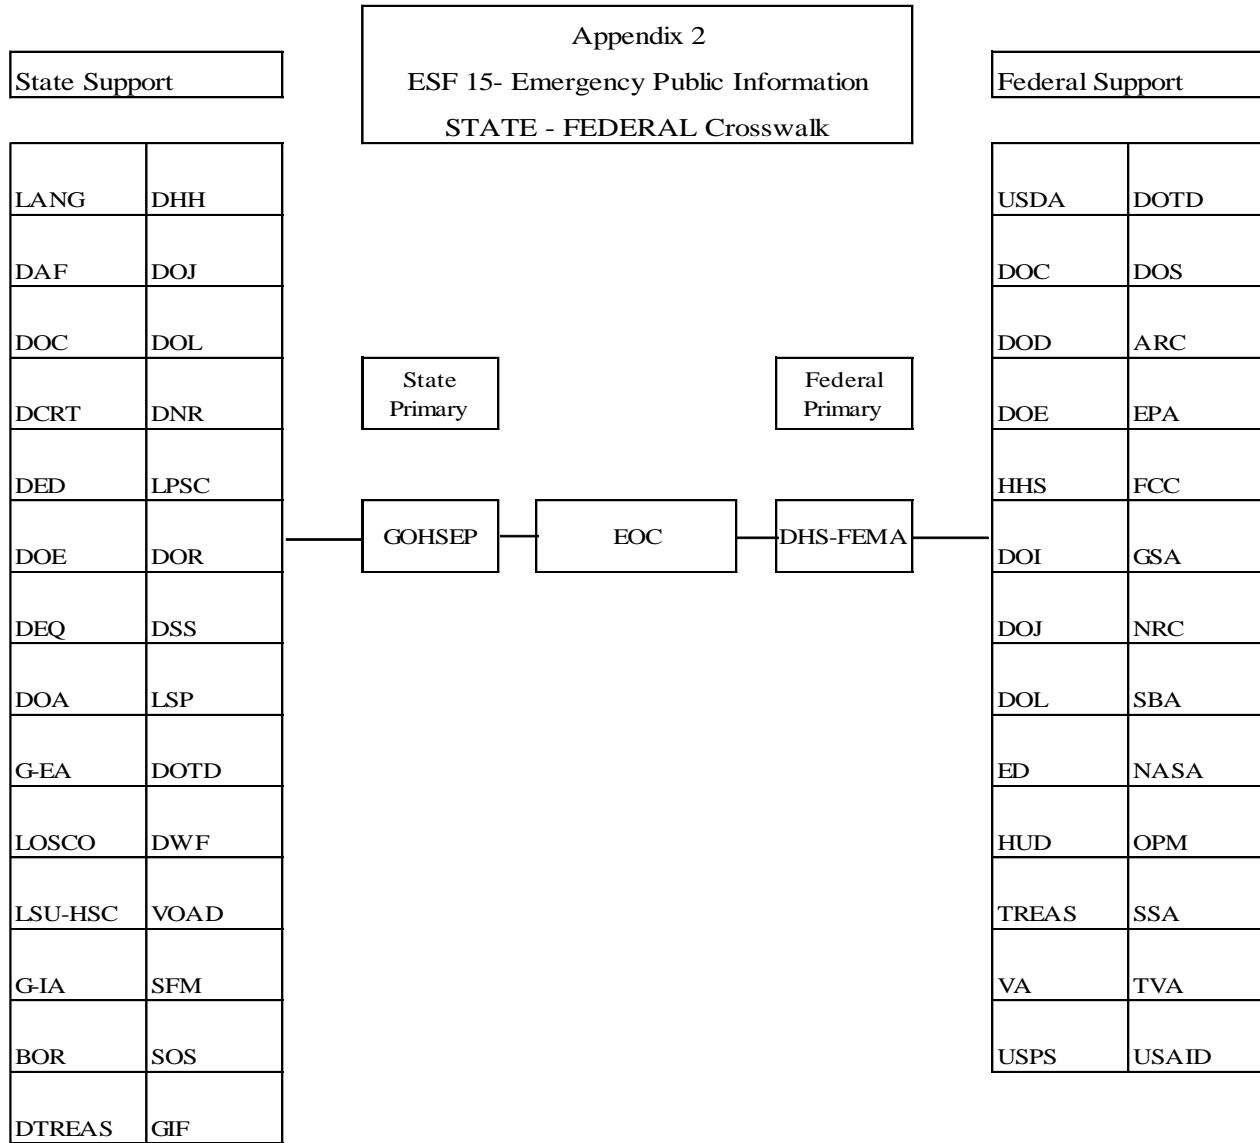 Appendix 2
ESF 15- Emergency Public Information
STATE - FEDERAL Crosswalk
State Support
LANG DHH
DAF DOJ
DOC DOL
DCRT DNR
DED LPSC
DOE DOR
DEQ DSS
DOA LSP
G-EA DOTD
LOSCO DWF
LSU-HSC VOAD
G-IA SFM
BOR SOS
DTREAS GIF
State
Primary
GOHSEP
EOC
Federal
Primary
DHS-FEMA
Federal Support
USDA DOTD
DOC DOS
DOD ARC
DOE EPA
HHS FCC
DOI GSA
DOJ NRC
DOL SBA
ED NASA
HUD OPM
TREAS SSA
VA TVA
USPS USAID